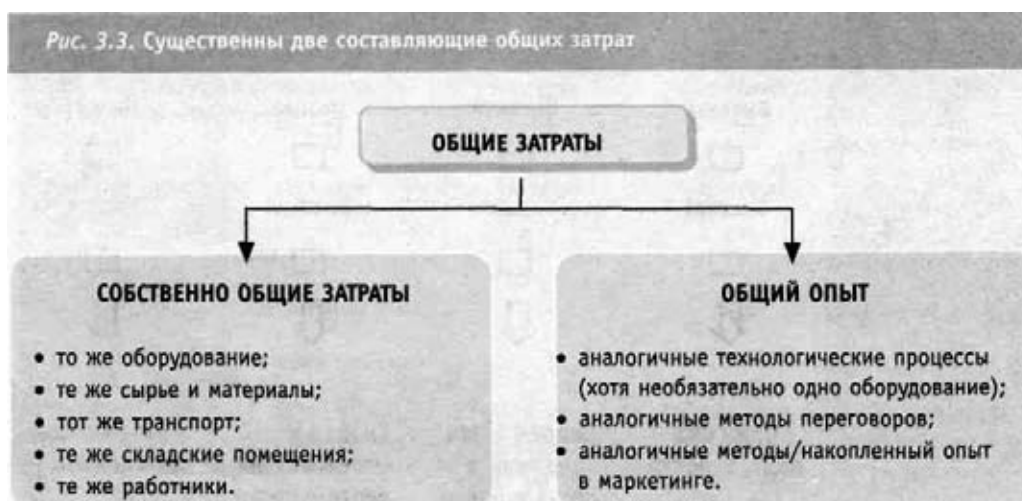 Рис. 3.3. Существенны две составляющие общих затрат
ОБЩИЕ ЗАТРАТЫ
СОБСТВЕННО ОБЩИЕ ЗАТРАТЫ
• то же оборудование;
• те же сырье и материалы;
• тот же транспорт;
• те же складские помещения;
• те же работники.
ОБЩИЙ ОПЫТ
• аналогичные технологические процессы
(хотя необязательно одно оборудование);
• аналогичные методы переговоров;
• аналогичные методы/накопленный опыт
в маркетинге.